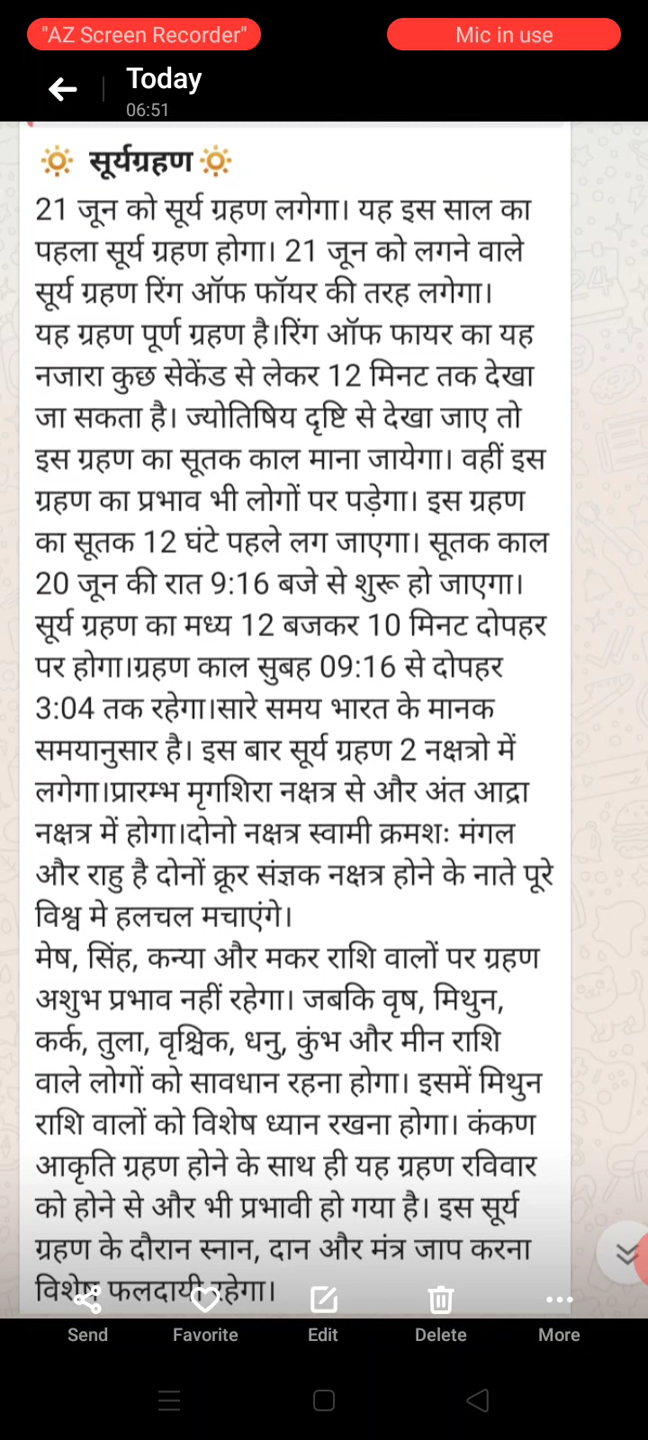 "AZ Screen Recorder"
Mic in use
Today
06:51
सूर्यग्रहण
21 जून को सूर्य ग्रहण लगेगा। यह इस साल का
पहला सूर्य ग्रहण होगा। 21 जून को लगने वाले
सूर्य ग्रहण रिंग ऑफ फॉयर की तरह लगेगा।
यह ग्रहण पूर्ण ग्रहण है।रिंग ऑफ फायर का यह
नजारा कुछ सेकेंड से लेकर 12 मिनट तक देखा
जा सकता है। ज्योतिषिय दृष्टि से देखा जाए तो
इस ग्रहण का सूतक काल माना जायेगा। वहीं इस
ग्रहण का प्रभाव भी लोगों पर पड़ेगा। इस ग्रहण
का सूतक 12 घंटे पहले लग जाएगा। सूतक काल
20 जून की रात 9:16 बजे से शुरू हो जाएगा।
सूर्य ग्रहण का मध्य 12 बजकर 10 मिनट दोपहर
पर होगा।ग्रहण काल सुबह 09:16 से दोपहर
3:04 तक रहेगा।सारे समय भारत के मानक
समयानुसार है। इस बार सूर्य ग्रहण 2 नक्षत्रो में
लगेगा।प्रारम्भ मृगशिरा नक्षत्र से और अंत आद्रा
नक्षत्र में होगा।दोनो नक्षत्र स्वामी क्रमशः मंगल
और राहु है दोनों क्रूर संज्ञक नक्षत्र होने के नाते पूरे
विश्व मे हलचल मचाएंगे।
मेष, सिंह, कन्या और मकर राशि वालों पर ग्रहण
अशुभ प्रभाव नहीं रहेगा। जबकि वृष, मिथुन,
कर्क, तुला, वृश्चिक, धनु, कुंभ और मीन राशि
वाले लोगों को सावधान रहना होगा। इसमें मिथुन
राशि वालों को विशेष ध्यान रखना होगा। कंकण
आकृति ग्रहण होने के साथ ही यह ग्रहण रविवार
को होने से और भी प्रभावी हो गया है। इस सूर्य
ग्रहण के दौरान स्नान, दान और मंत्र जाप करना
विशेष फलदायी रहेगा।
Send Favorite Edit Delete More